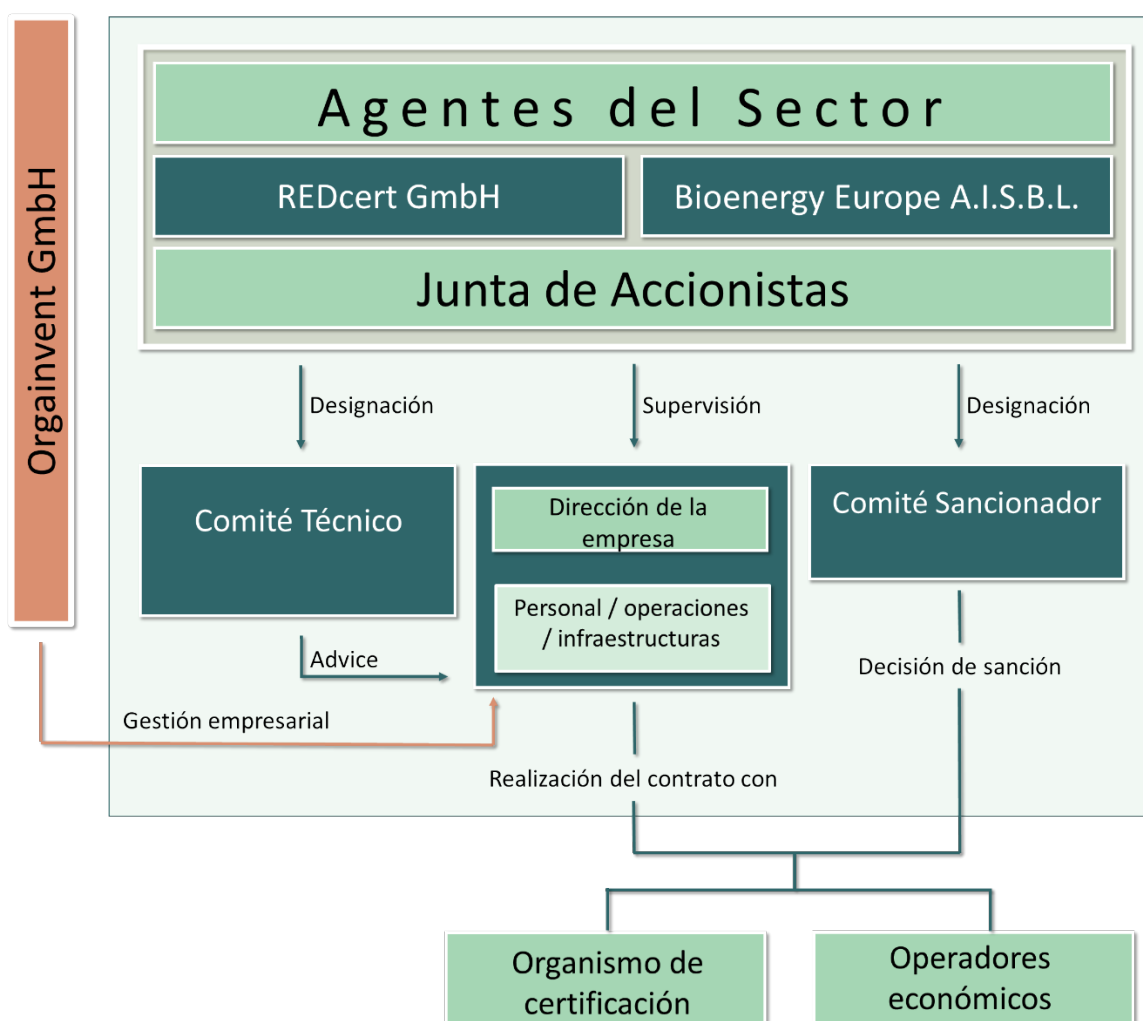 Orgainvent GmbH
Agentes del Sector
REDcert GmbH
Bioenergy Europe A.I.S.B.L.
Junta de Accionistas
Designación
Supervisión
Designación
Comité Técnico
Dirección de la
empresa
Personal / operaciones
/ infraestructuras
Comité Sancionador
Advice
Decisión de sanción
Gestión empresarial
Realización del contrato con
Organismo de
certificación
Operadores
económicos